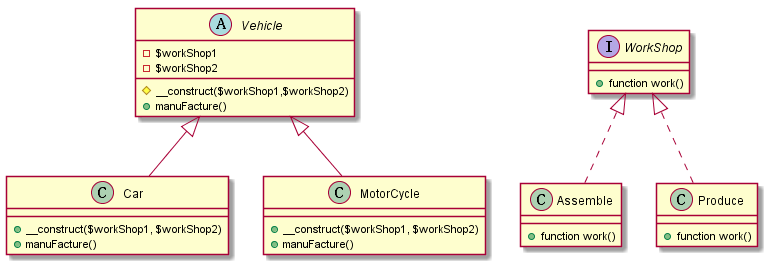 A Vehicle
$workShop1
$workShop2
__construct($workShop1,$workShop2)
manuFacture()
I WorkShop
function work()
C Car
__construct($workShop1, $workShop2)
manuFacture()
C MotorCycle
__construct($workShop1, $workShop2)
manuFacture()
C Assemble
function work()
C Produce
function work()